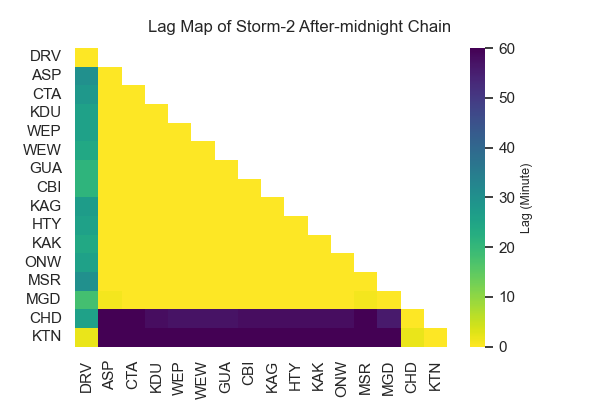 Lag Map of Storm-2 After-midnight Chain
DRV
ASP
CTA
KDU
WEP
WEW
GUA
CBI
KAG
HTY
KAK
ONW
MSR
MGD
CHD
KTN
DRV
ASP
CTA
KDU
WEP
WEW
GUA
CBI
KAG
HTY
KAK
ONW
MSR
MGD
CHD
KTN
60
50
40
30
20
10
0
Lag (Minute)